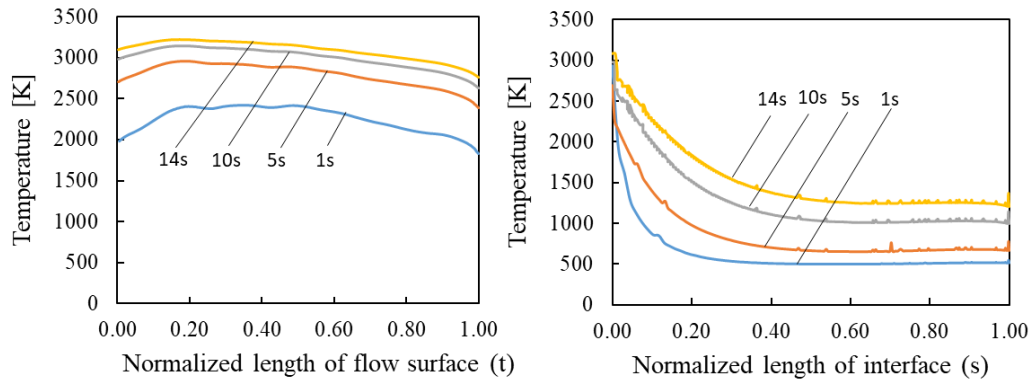 Temperature [K]
3500
3000
2500
2000
1500
1000
500
0
14s 10s 5s 1s
0.00 0.20 0.40 0.60 0.80 1.00
Normalized length of flow surface (t)
Temperature [K]
3500
3000
2500
2000
1500
1000
500
0
14s 10s 5s 1s
0.00 0.20 0.40 0.60 0.80 1.00
Normalized length of interface (s)